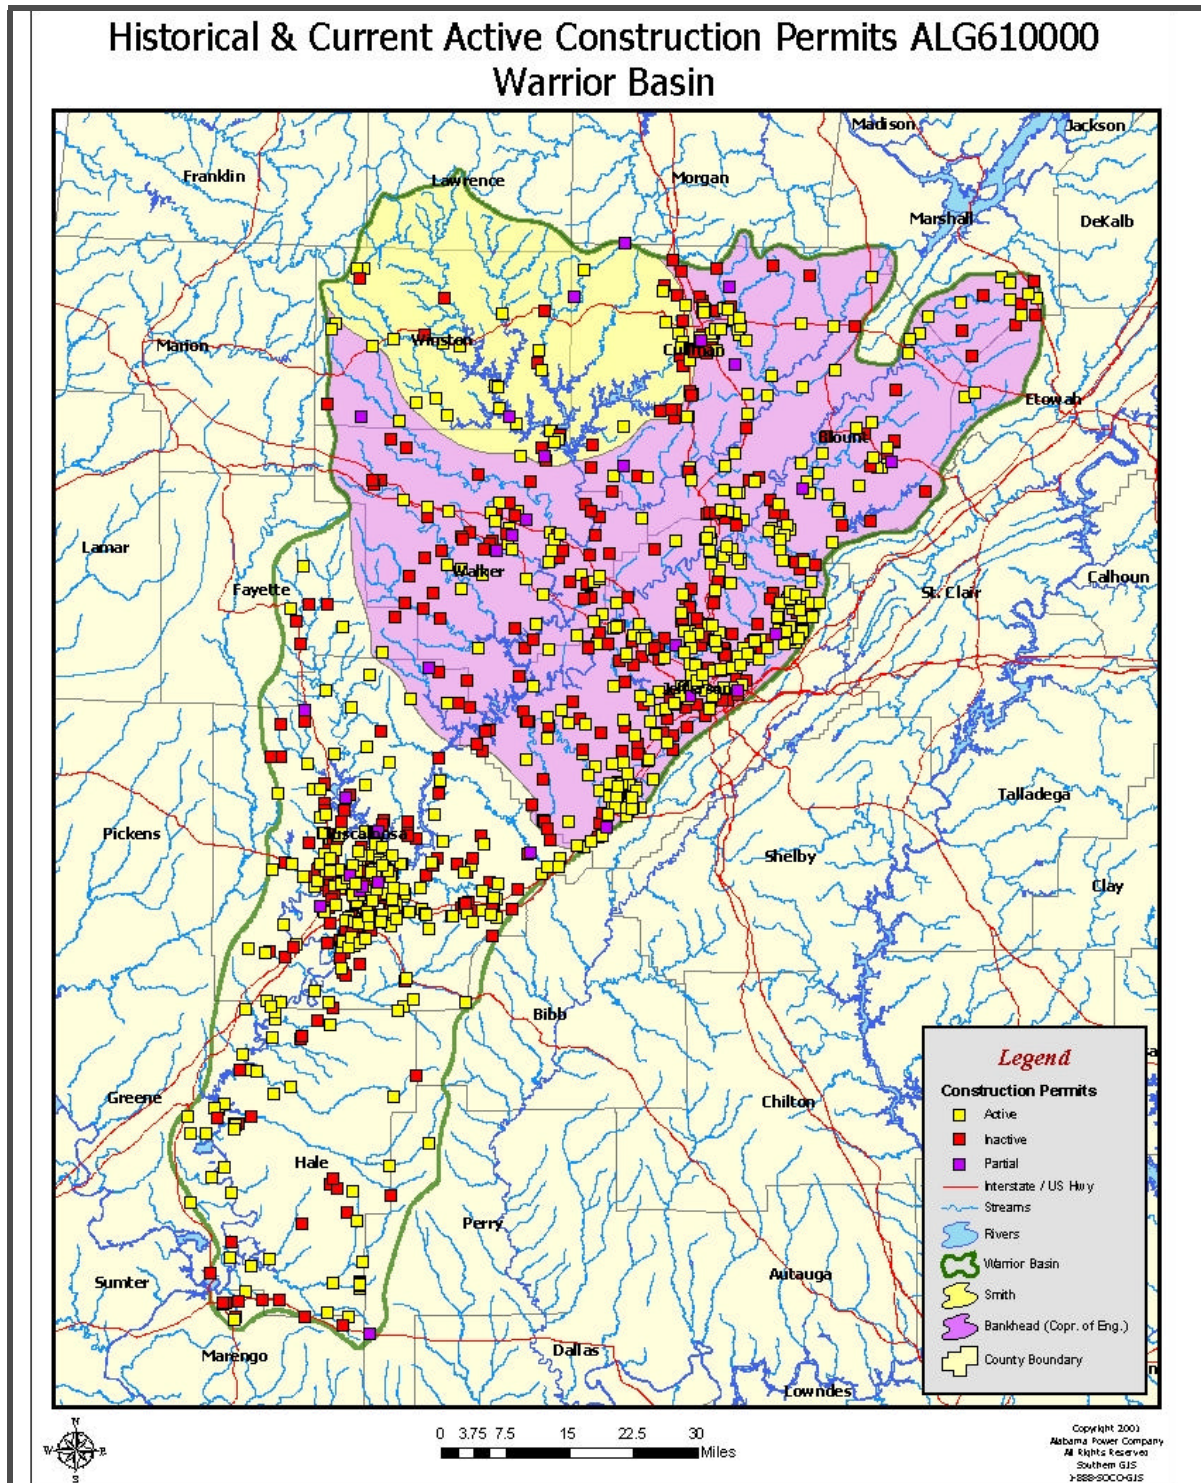 Historical & Current Active Construction Permits ALG610000
Warrior Basin
Madison
Jackson
Franklin
Lawrence
Morgan
Marshall
DeKalb
Marion
Winston
Cullman
Etowah
Blount
Lamar
Walker
Fayette
St. Clair
Calhoun
Jefferson
Talladega
Pickens
Tuscaloosa
Shelby
Clay
Bibb
Greene
Chilton
Hale
Perry
Sumter
Autauga
Marengo
Dallas
Lowndes
Legend
Construction Permits
Active
Inactive
Partial
Interstate / US Hwy
Streams
Rivers
Warrior Basin
Smith
Bankhead (Copr. of Eng.)
County Boundary
N
W E
S
0 3.75 7.5 15 22.5 30
Miles
Alabama Power Company
All Rights Reserved
Southern GIS
1-888-SOCO-GIS